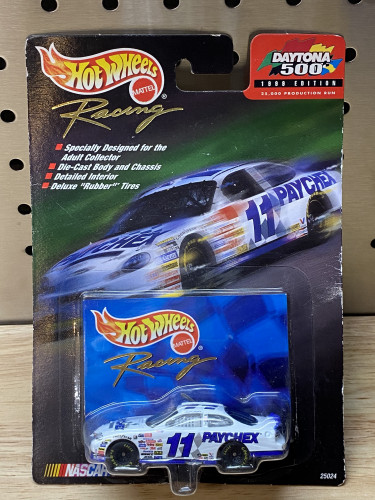 Hot Wheels
MATTEL
Racing
DAYTONA
500
1999 EDITION
25,000 PRODUCTION RUN
Specially Designed for the
Adult Collector
Die-Cast Body and Chassis
Detailed Interior
Deluxe "Rubber" Tires
11 PAYCHEX
PAYCHEX
Hot Wheels
MATTEL
Racing
11 PAYCHEX
11
NASCAR
25024